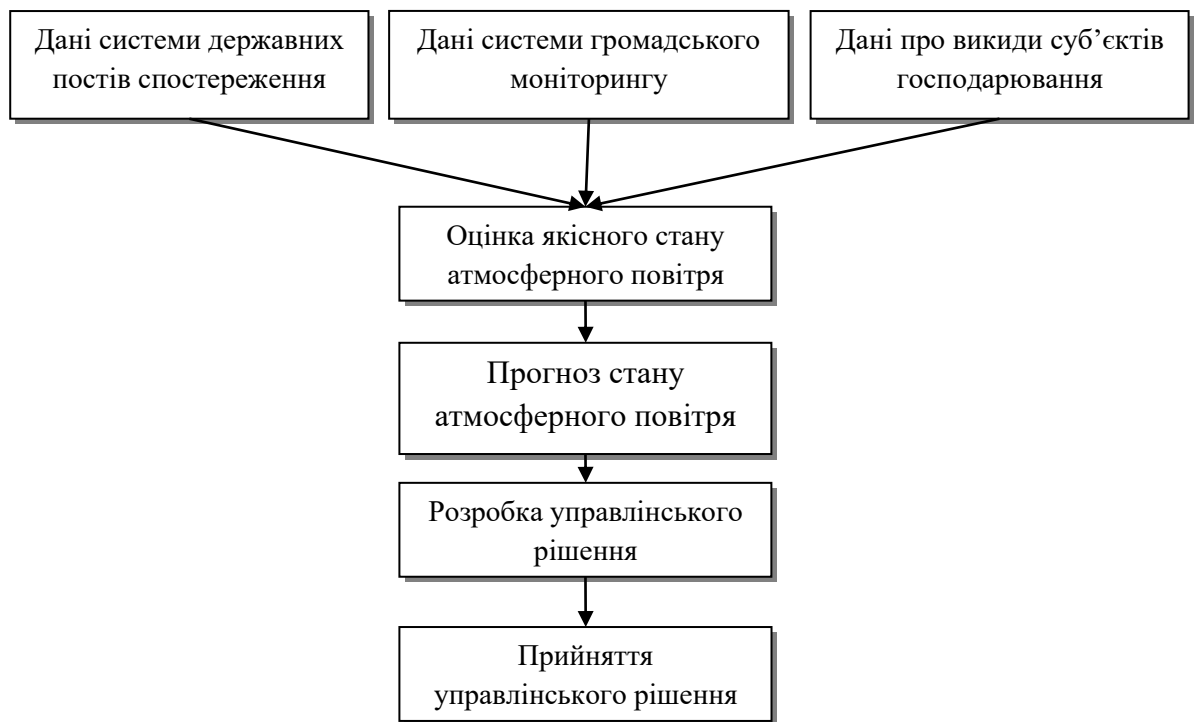 Дані системи державних
постів спостереження
Дані системи громадського
моніторингу
Дані про викиди суб’єктів
господарювання
Оцінка якісного стану
атмосферного повітря
Прогноз стану
атмосферного повітря
Розробка управлінського
рішення
Прийняття
управлінського рішення